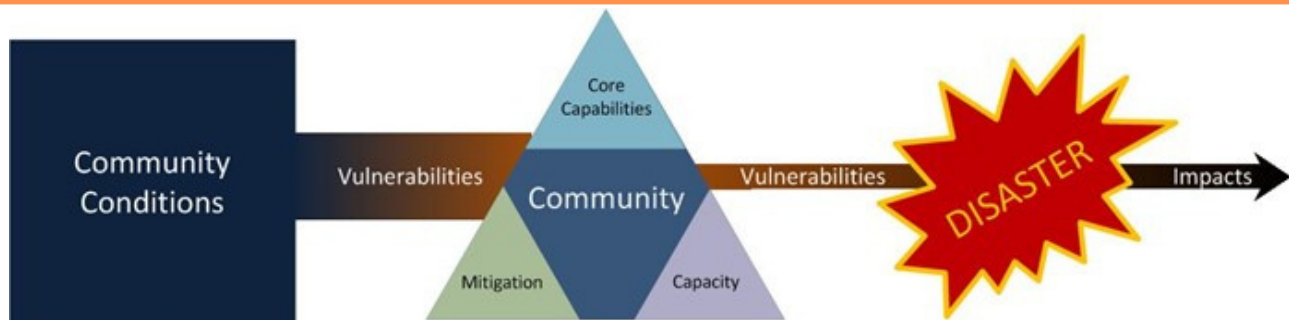 Community
Conditions
Vulnerabilities
Core
Capabilities
Community
Mitigation
Capacity
Vulnerabilities
DISASTER
Impacts